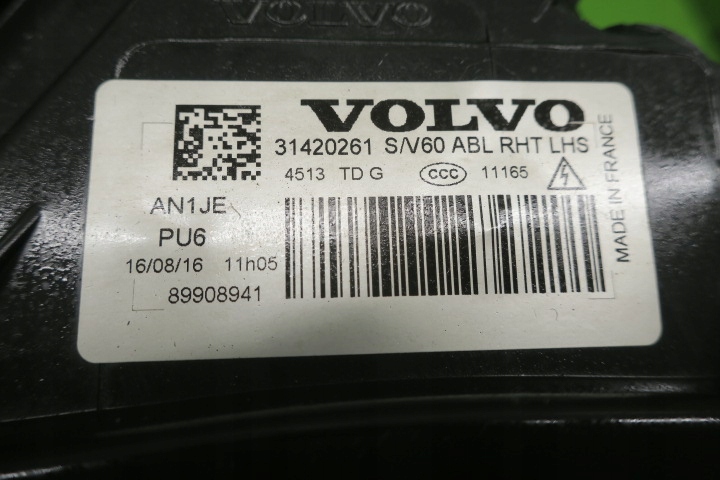 VOLVO
VOLVO
31420261 S/V60 ABL RHT LHS
4513 TD G CCC 11165
AN1JE
PU6
16/08/16 11h05
89908941
MADE IN FRANCE